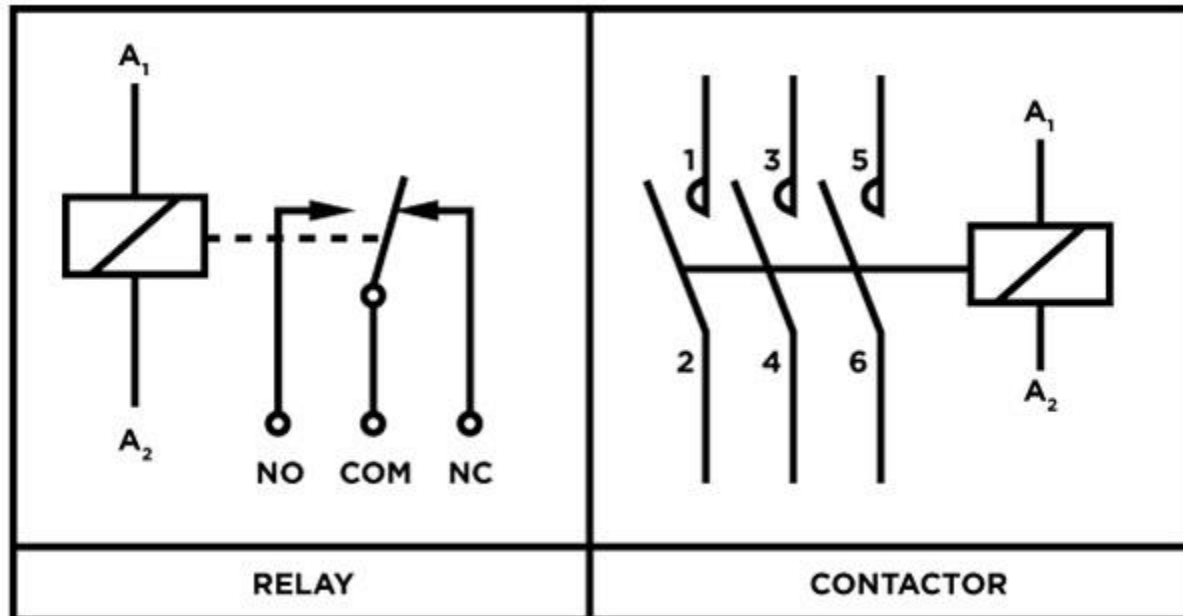 A₁
A₂
NO COM NC
RELAY
1 3 5
2 4 6
A₁
A₂
CONTACTOR